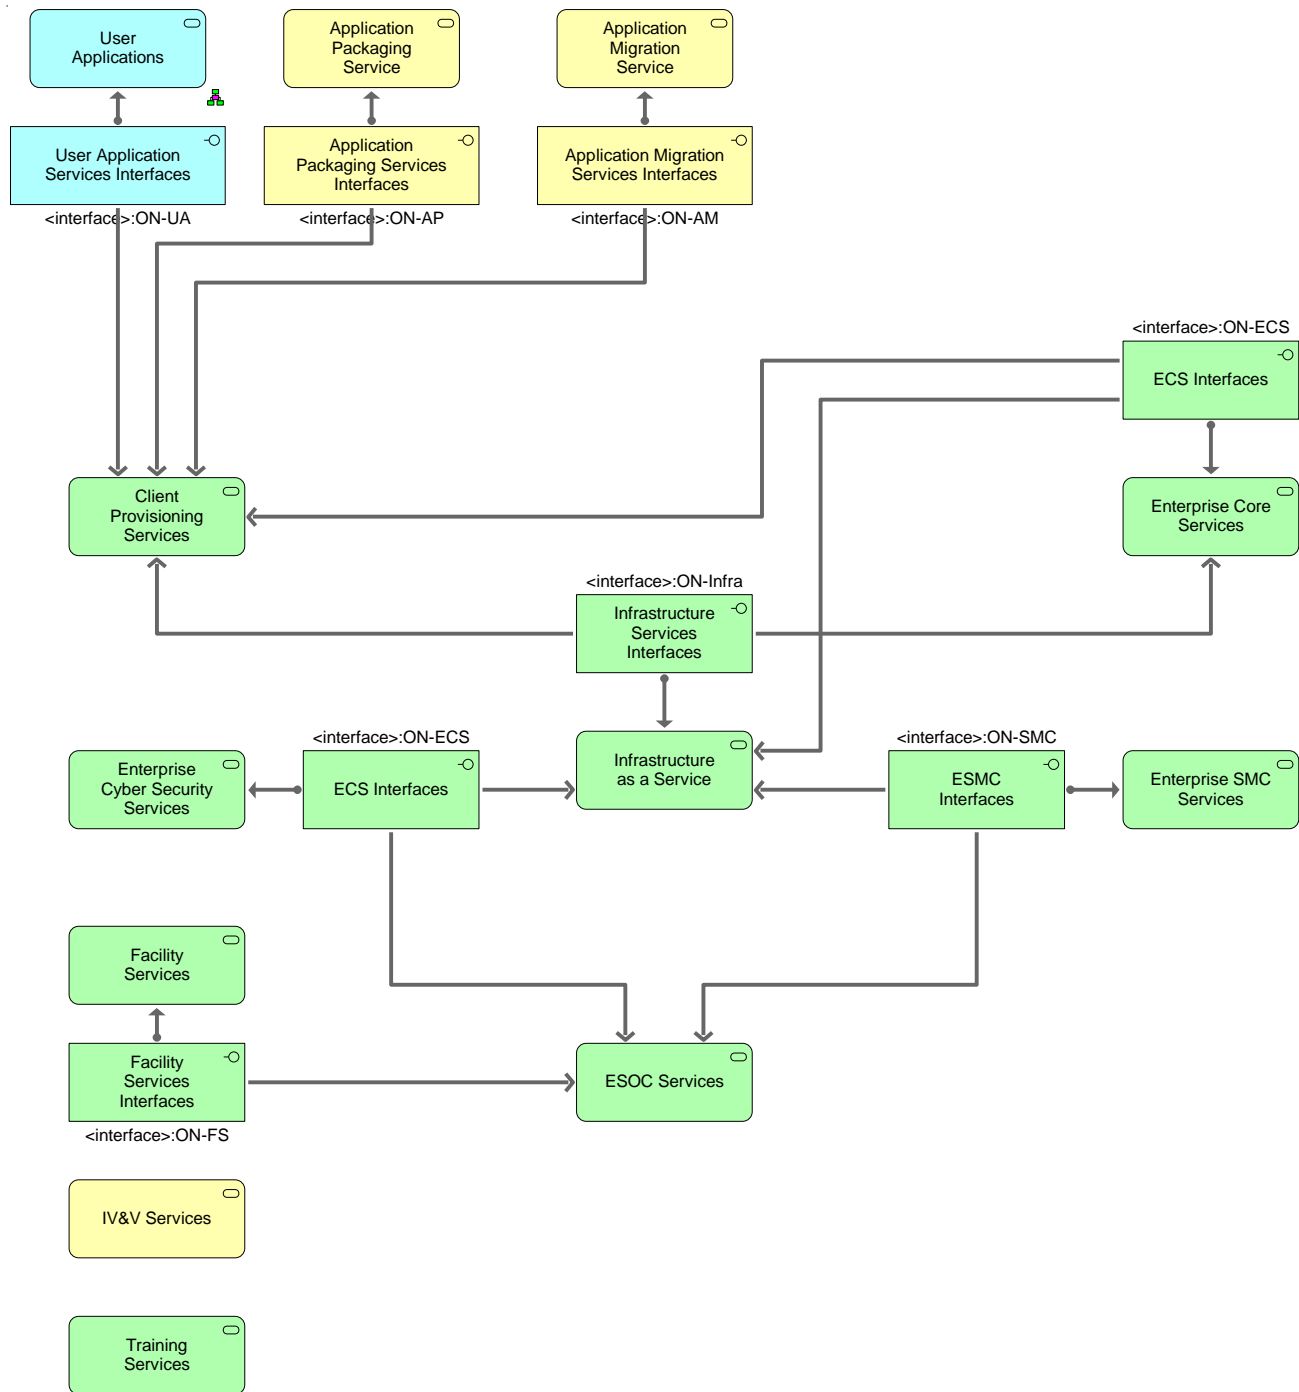 User
Applications
Application
Packaging
Service
Application
Migration
Service
User Application
Services Interfaces
Application
Packaging Services
Interfaces
Application Migration
Services Interfaces
<interface>:ON-UA
<interface>:ON-AP
<interface>:ON-AM
<interface>:ON-ECS
ECS Interfaces
Client
Provisioning
Services
Enterprise Core
Services
<interface>:ON-Infra
Infrastructure
Services
Interfaces
<interface>:ON-ECS
<interface>:ON-SMC
Enterprise
Cyber Security
Services
ECS Interfaces
Infrastructure
as a Service
ESMC
Interfaces
Enterprise SMC
Services
Facility
Services
Facility
Services
Interfaces
ESOC Services
<interface>:ON-FS
IV&V Services
Training
Services